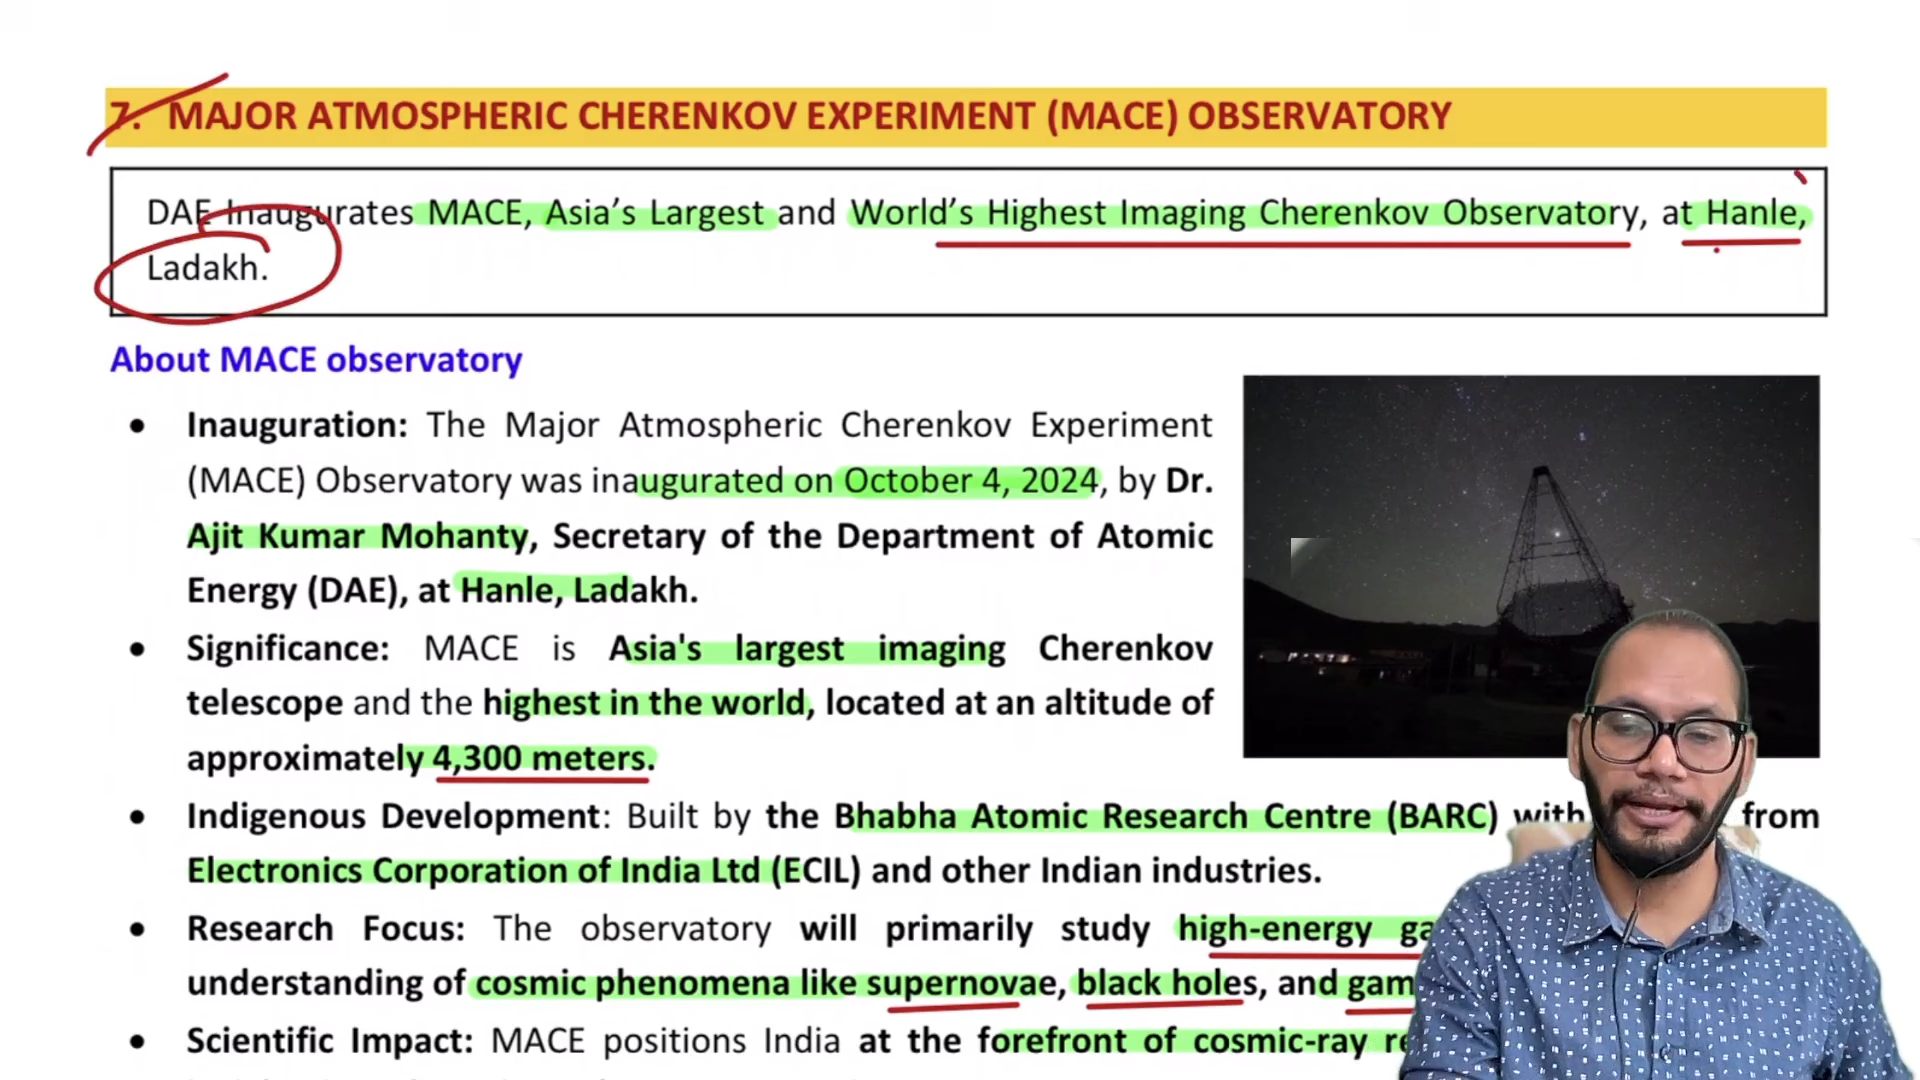 7. MAJOR ATMOSPHERIC CHERENKOV EXPERIMENT (MACE) OBSERVATORY
DAE Inaugurates MACE, Asia's Largest and World's Highest Imaging Cherenkov Observatory, at Hanle,
Ladakh.
About MACE observatory
• Inauguration: The Major Atmospheric Cherenkov Experiment
(MACE) Observatory was inaugurated on October 4, 2024, by Dr.
Ajit Kumar Mohanty, Secretary of the Department of Atomic
Energy (DAE), at Hanle, Ladakh.
• Significance: MACE is Asia's largest imaging Cherenkov
telescope and the highest in the world, located at an altitude of
approximately 4,300 meters.
• Indigenous Development: Built by the Bhabha Atomic Research Centre (BARC) with from
Electronics Corporation of India Ltd (ECIL) and other Indian industries.
• Research Focus: The observatory will primarily study high-energy
understanding of cosmic phenomena like supernovae, black holes, and
• Scientific Impact: MACE positions India at the forefront of cosmic-ray